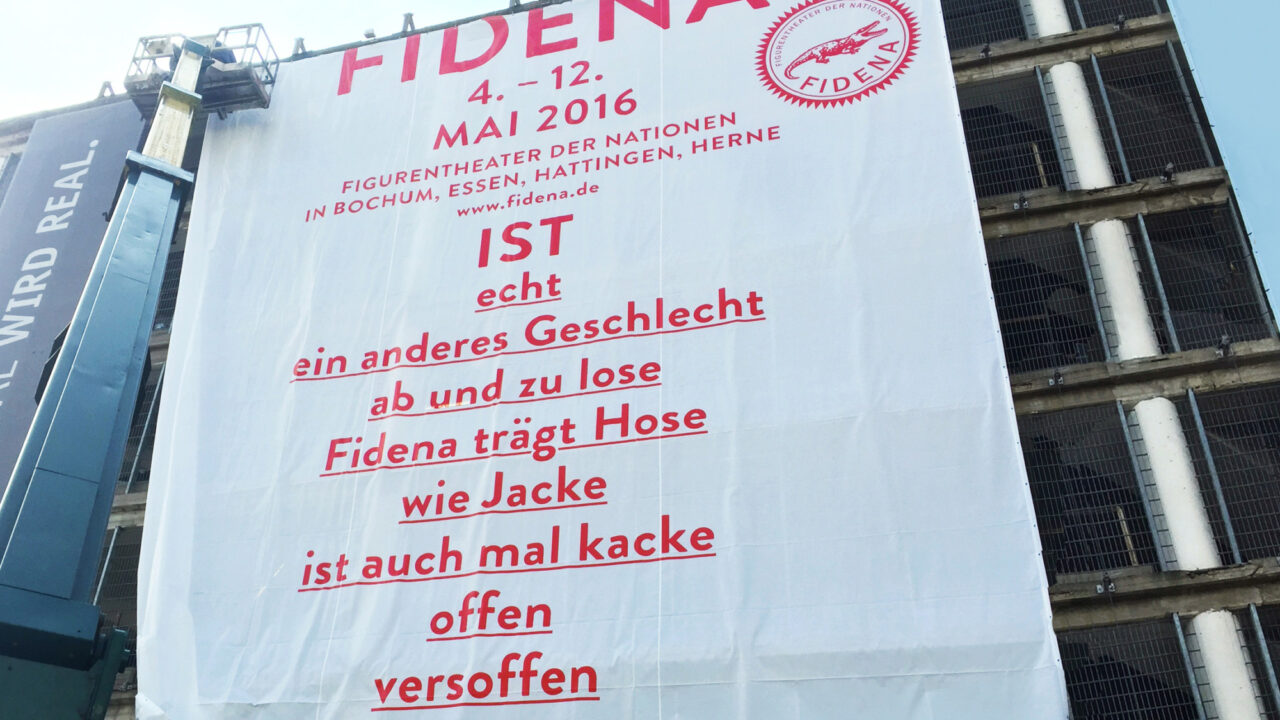 FIDENA
4. – 12.
MAI 2016
FIGURENTHEATER DER NATIONEN
IN BOCHUM, ESSEN, HATTINGEN, HERNE
www.fidena.de
IST
echt
ein anderes Geschlecht
ab und zu lose
Fidena trägt Hose
wie Jacke
ist auch mal kacke
offen
versoffen
FIGURENTHEATER DER NATIONEN
FIDENA
WIRD REAL.